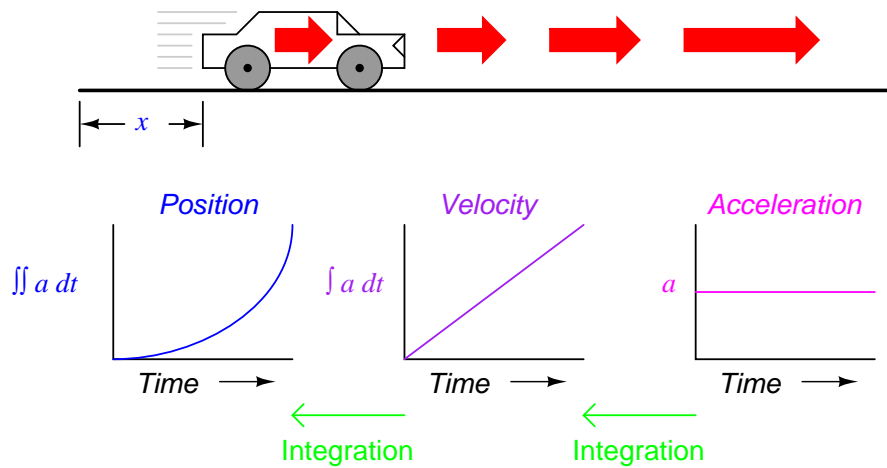 x
Position
Velocity
Acceleration
∬ a dt
∫ a dt
a
Time
Time
Time
Integration
Integration